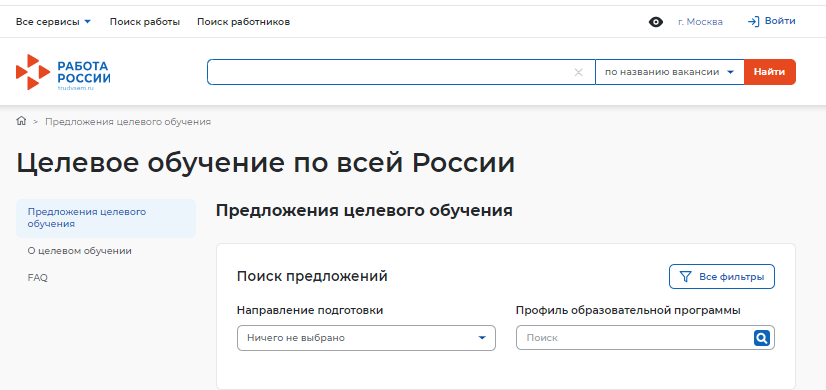 Все сервисы Поиск работы Поиск работников г. Москва Войти
РАБОТА
РОССИИ
trudvsem.ru
по названию вакансии Найти
> Предложения целевого обучения
Целевое обучение по всей России
Предложения целевого
обучения
О целевом обучении
FAQ
Предложения целевого обучения
Поиск предложений Все фильтры
Направление подготовки Профиль образовательной программы
Ничего не выбрано Поиск